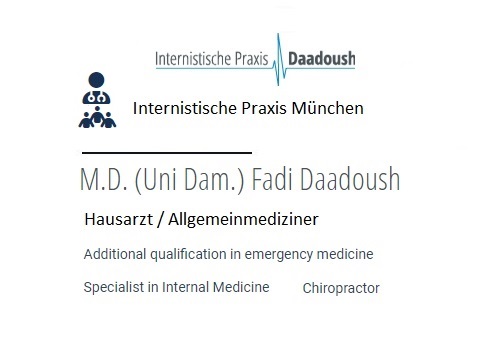 Internistische Praxis Daadoush
Internistische Praxis München
M.D. (Uni Dam.) Fadi Daadoush
Hausarzt / Allgemeinmediziner
Additional qualification in emergency medicine
Specialist in Internal Medicine Chiropractor